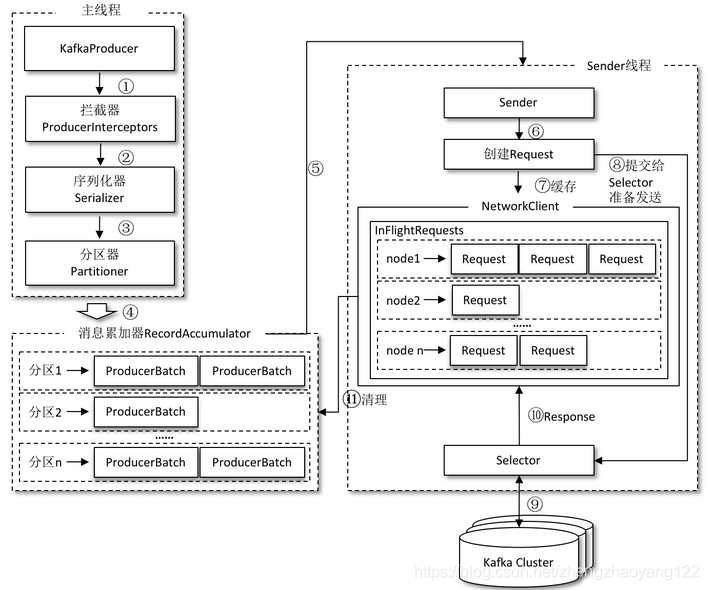 主线程
KafkaProducer
①
拦截器
ProducerInterceptors
②
序列化器
Serializer
③
分区器
Partitioner
④
消息累加器RecordAccumulator
分区1
ProducerBatch
ProducerBatch
分区2
ProducerBatch
......
分区n
ProducerBatch
ProducerBatch
⑤
Sender线程
Sender
⑥
创建Request
⑦缓存
⑧提交给
Selector
准备发送
NetworkClient
InFlightRequests
node1
Request
Request
Request
node2
Request
......
node n
Request
Request
⑪清理
⑩Response
Selector
⑨
Kafka Cluster
https://blog.csdn.net/zhengzhaoyang122